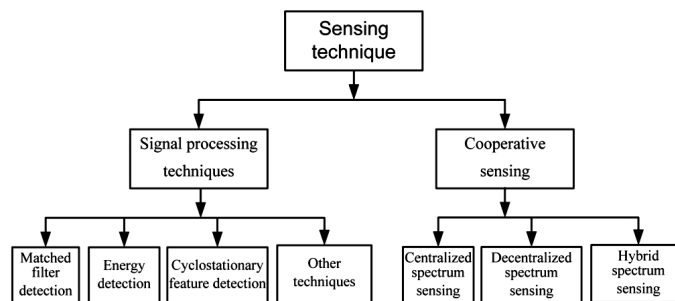 Sensing
technique
Signal processing
techniques
Cooperative
sensing
Matched
filter
detection
Energy
detection
Cyclostationary
feature detection
Other
techniques
Centralized
spectrum
sensing
Decentralized
spectrum
sensing
Hybrid
spectrum
sensing